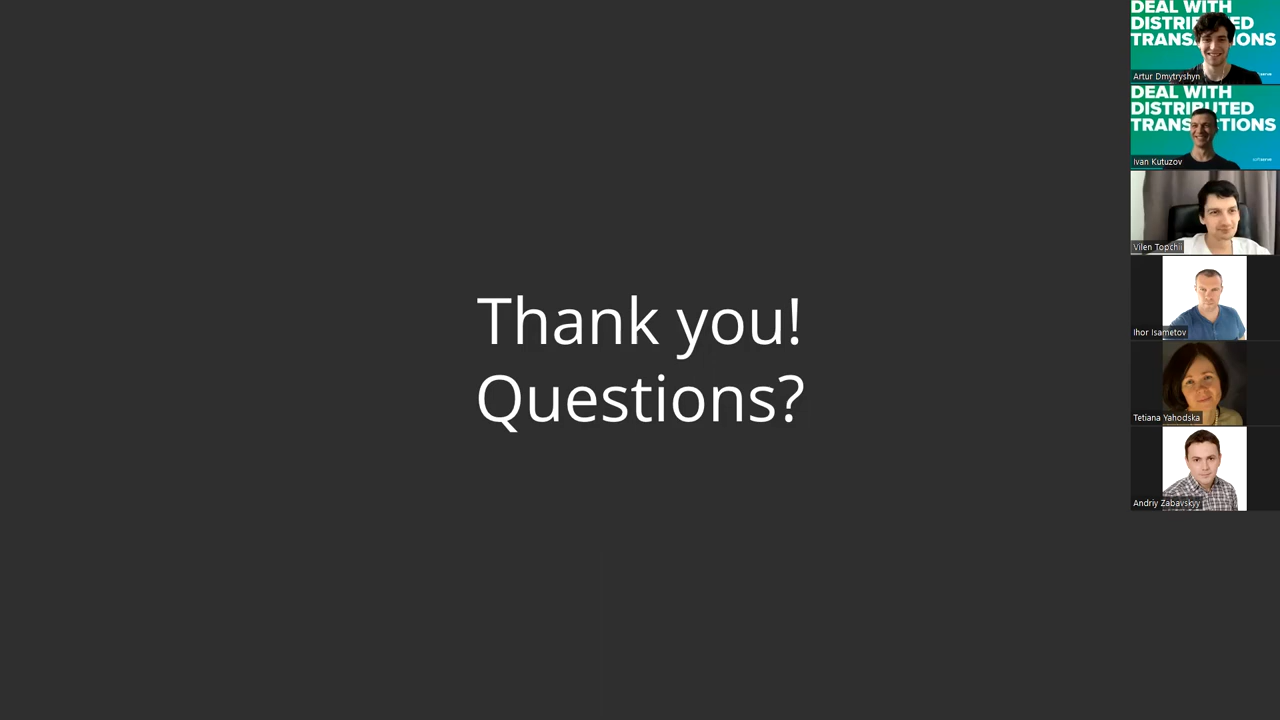 Thank you!
Questions?
DEAL WITH
DISTRIBUTED
TRANSACTIONS
Artur Dmytryshyn
DEAL WITH
DISTRIBUTED
TRANSACTIONS
softserve
Ivan Kutuzov
Vilen Topchii
Ihor Isametov
Tetiana Yahodska
Andriy Zabavskyy